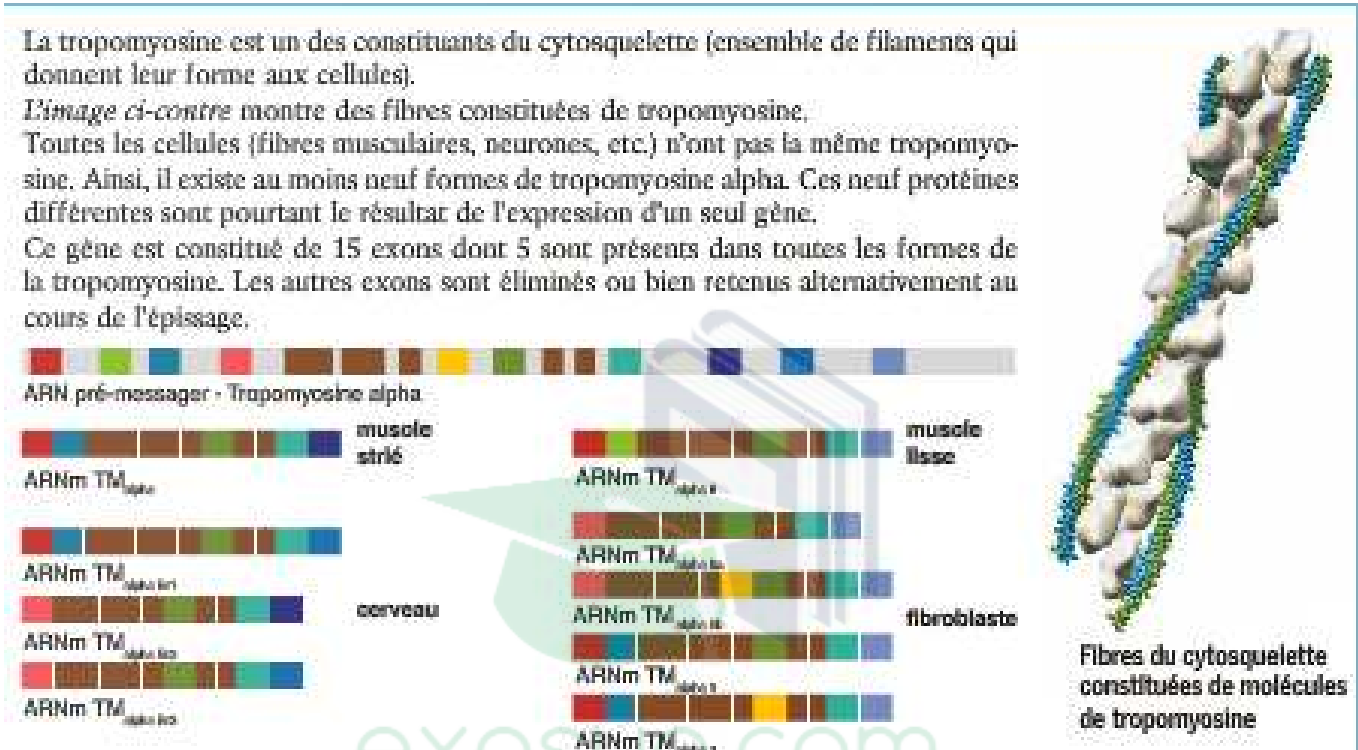 La tropomyosine est un des constituants du cytosquelette (ensemble de filaments qui
donnent leur forme aux cellules).
L'image ci-contre montre des fibres constituées de tropomyosine.
Toutes les cellules (fibres musculaires, neurones, etc.) n'ont pas la même tropomyo-
sine. Ainsi, il existe au moins neuf formes de tropomyosine alpha. Ces neuf protéines
différentes sont pourtant le résultat de l'expression d'un seul gène.
Ce gène est constitué de 15 exons dont 5 sont présents dans toutes les formes de
la tropomyosine. Les autres exons sont éliminés ou bien retenus alternativement au
cours de l'épissage.
ARN pré-messager - Tropomyosine alpha
muscle
strié
ARNm TM alpha
ARNm TM
cerveau
ARNm TM
ARNm TM
muscle
lisse
ARNm TM
ARNm TM
ARNm TM
fibroblaste
ARNm TM
ARNm TM
Fibres du cytosquelette
constituées de molécules
de tropomyosine